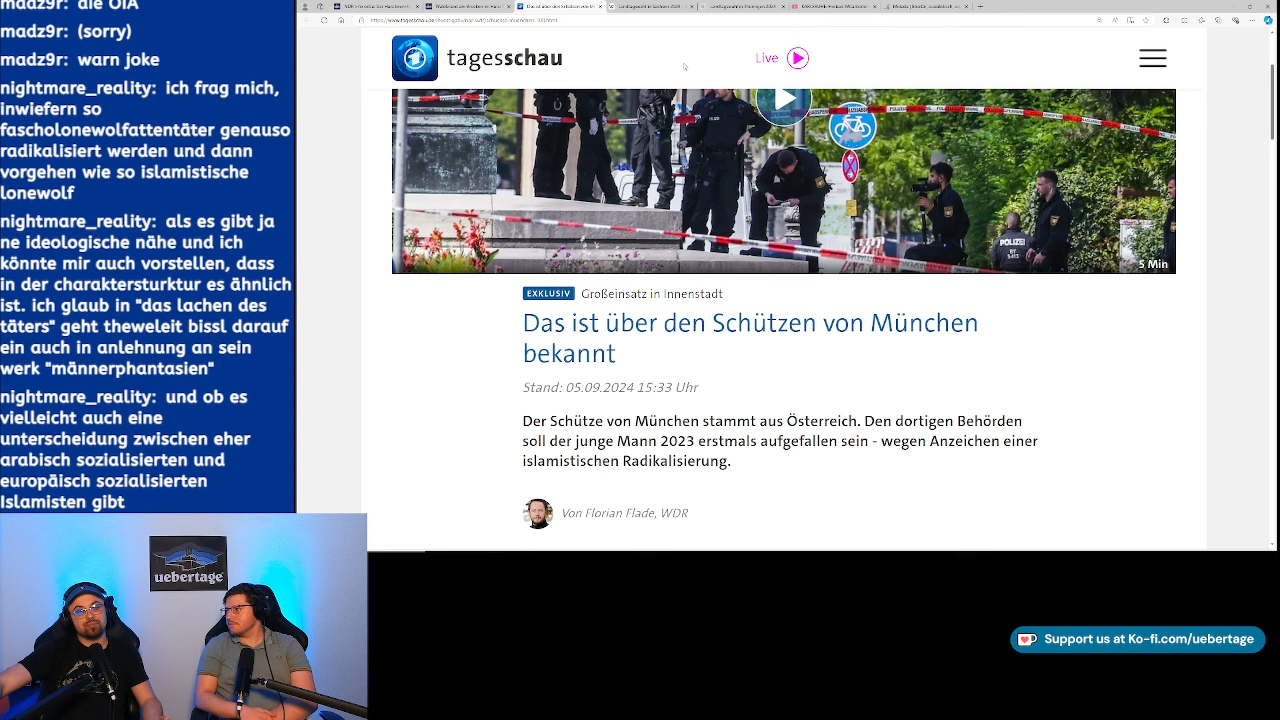 madz9r: die OIA
madz9r: (sorry)
madz9r: warn joke
nightmare_reality: ich frag mich,
inwiefern so
fascholonewolfattentäter genauso
radikalisiert werden und dann
vorgehen wie so islamistische
lonewolf
nightmare_reality: als es gibt ja
ne ideologische nähe und ich
könnte mir auch vorstellen, dass
in der charaktersturktur es ähnlich
ist. ich glaub in "das lachen des
täters" geht theweleit bissl darauf
ein auch in anlehnung an sein
werk "männerphantasien"
nightmare_reality: und ob es
vielleicht auch eine
unterscheidung zwischen eher
arabisch sozialisierten und
europäisch sozialisierten
Islamisten gibt
uebertage
tagesschau
Live
POLIZEI
5 Min
EXKLUSIV Großeinsatz in Innenstadt
Das ist über den Schützen von München
bekannt
Stand: 05.09.2024 15:33 Uhr
Der Schütze von München stammt aus Österreich. Den dortigen Behörden
soll der junge Mann 2023 erstmals aufgefallen sein - wegen Anzeichen einer
islamistischen Radikalisierung.
Von Florian Flade, WDR
Support us at Ko-fi.com/uebertage